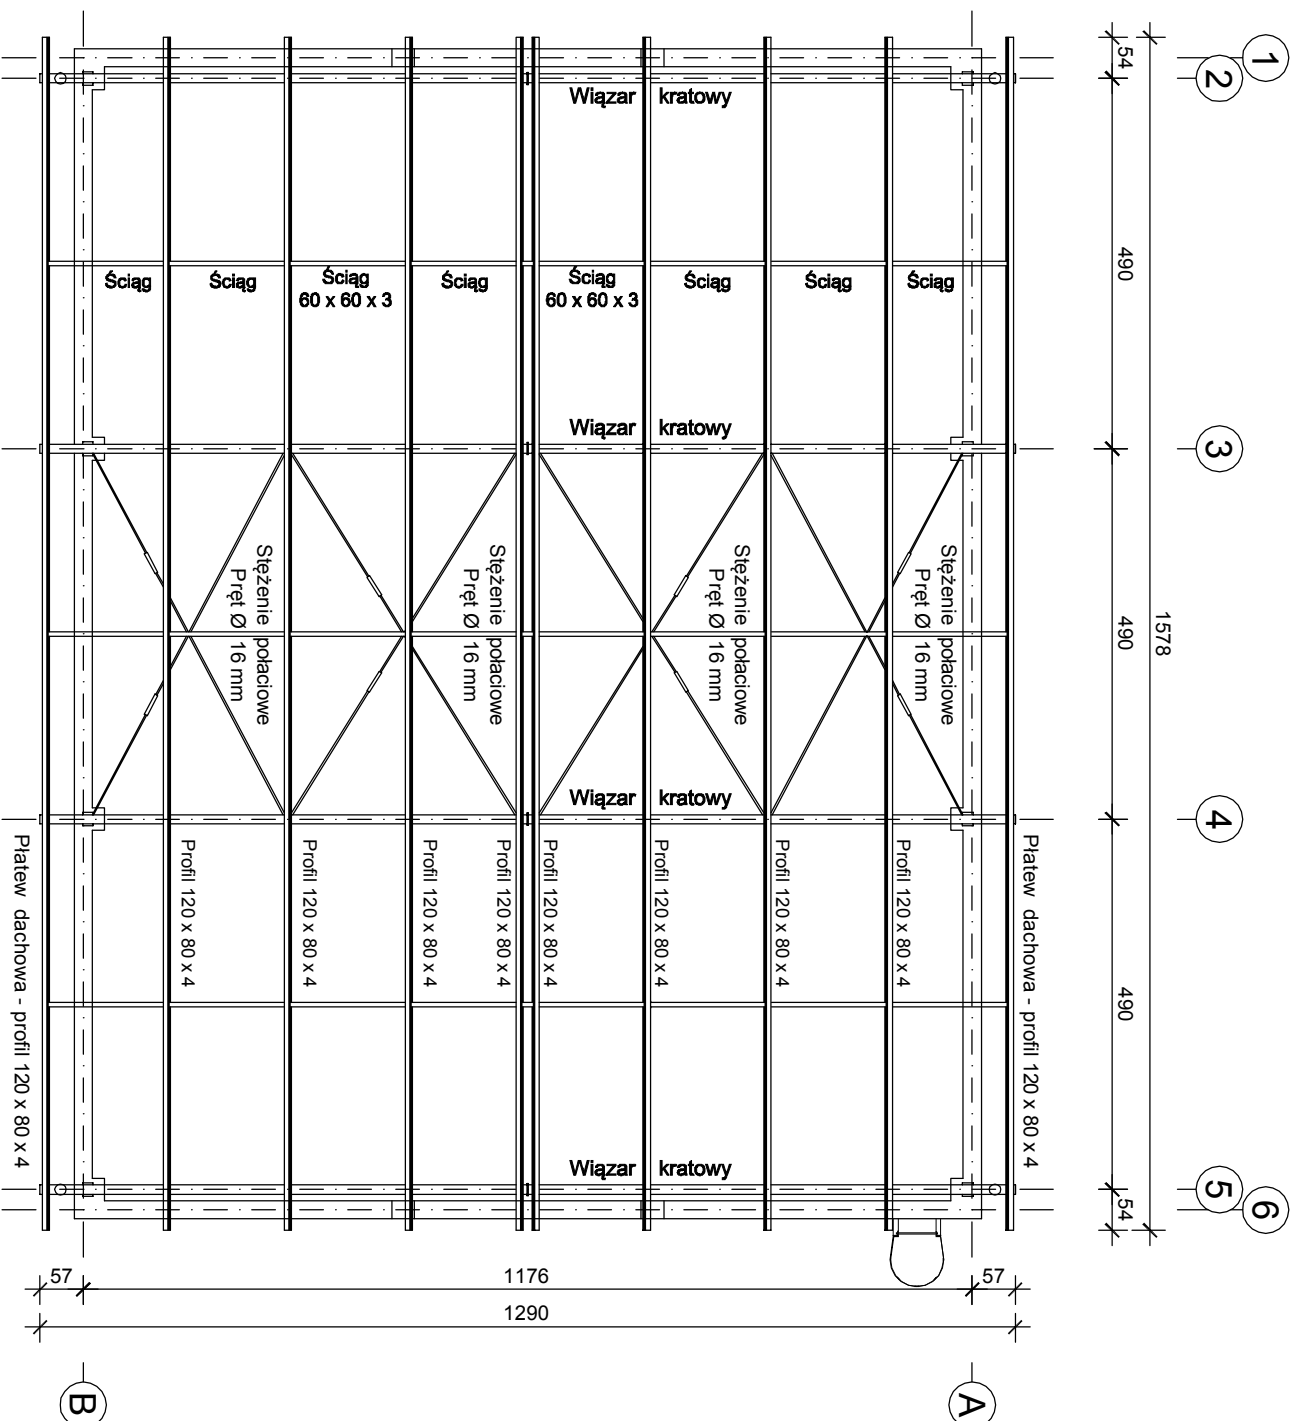 1
2
54
Wiązar kratowy
490
1578
Ściąg
Ściąg
Ściąg
60 x 60 x 3
Ściąg
Ściąg
60 x 60 x 3
Ściąg
Ściąg
Ściąg
Wiązar kratowy
3
Stężenie połaciowe
Pręt Ø 16 mm
Stężenie połaciowe
Pręt Ø 16 mm
Stężenie połaciowe
Pręt Ø 16 mm
Stężenie połaciowe
Pręt Ø 16 mm
490
Wiązar kratowy
4
Płatew dachowa - profil 120 x 80 x 4
Profil 120 x 80 x 4
Profil 120 x 80 x 4
Profil 120 x 80 x 4
Profil 120 x 80 x 4
Profil 120 x 80 x 4
Profil 120 x 80 x 4
Profil 120 x 80 x 4
Profil 120 x 80 x 4
Płatew dachowa - profil 120 x 80 x 4
490
Wiązar kratowy
5
54
6
57
1176
57
1290
B
A